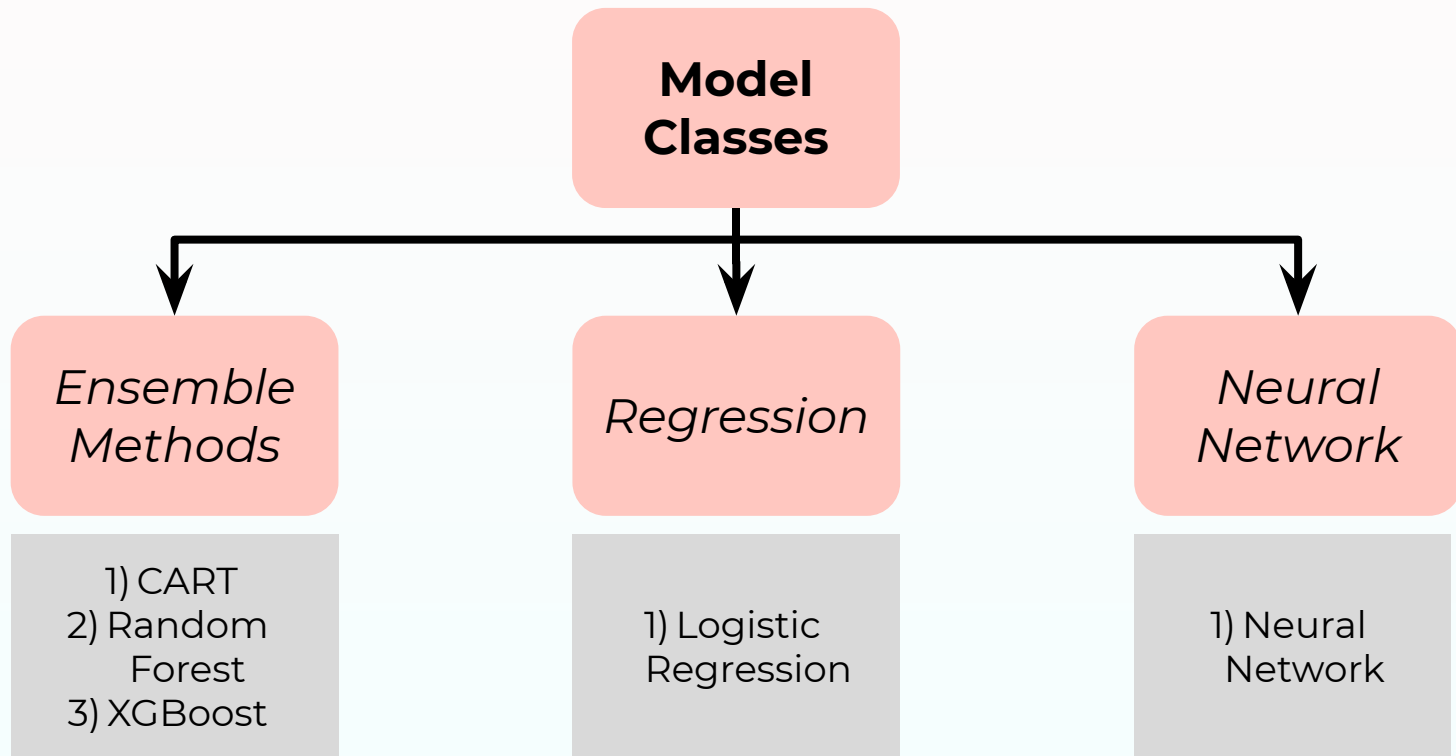 Model
Classes
Ensemble
Methods
Regression
Neural
Network
1) CART
2) Random
Forest
3) XGBoost
1) Logistic
Regression
1) Neural
Network